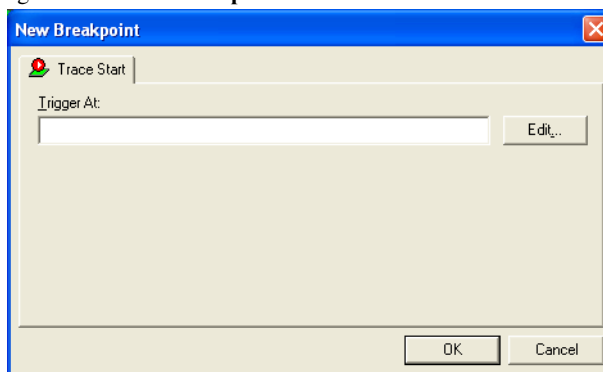 New Breakpoint
Trace Start
Trigger At:
Edit...
OK
Cancel